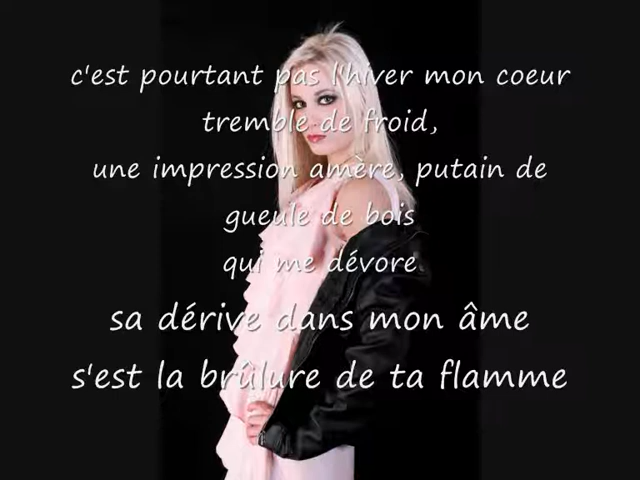 c'est pourtant pas l'hiver mon coeur
tremble de froid,
une impression amère, putain de
gueule de bois
qui me dévore
sa dérive dans mon âme
s'est la brûlure de ta flamme